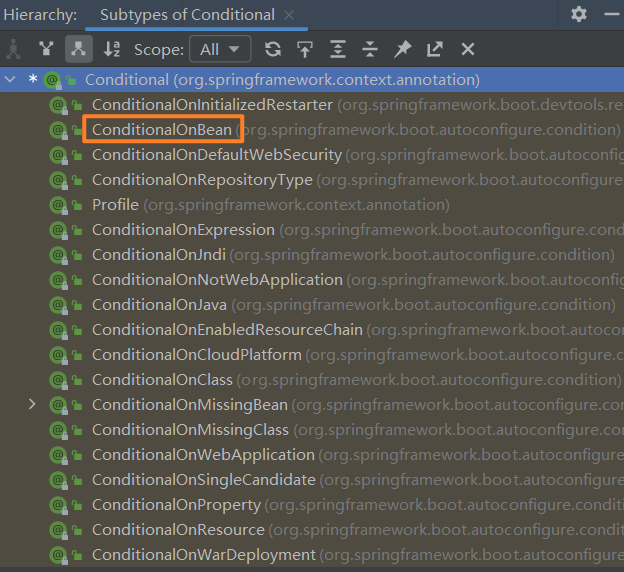 Hierarchy: Subtypes of Conditional
Scope: All
* Conditional (org.springframework.context.annotation)
ConditionalOnInitializedRestarter (org.springframework.boot.devtools.re
ConditionalOnBean (org.springframework.boot.autoconfigure.condition)
ConditionalOnDefaultWebSecurity (org.springframework.boot.autoconfig
ConditionalOnRepositoryType (org.springframework.boot.autoconfigure.
Profile (org.springframework.context.annotation)
ConditionalOnExpression (org.springframework.boot.autoconfigure.cond
ConditionalOnJndi (org.springframework.boot.autoconfigure.condition)
ConditionalOnNotWebApplication (org.springframework.boot.autoconfig
ConditionalOnJava (org.springframework.boot.autoconfigure.condition)
ConditionalOnEnabledResourceChain (org.springframework.boot.autocon
ConditionalOnCloudPlatform (org.springframework.boot.autoconfigure.c
ConditionalOnClass (org.springframework.boot.autoconfigure.condition)
ConditionalOnMissingBean (org.springframework.boot.autoconfigure.con
ConditionalOnMissingClass (org.springframework.boot.autoconfigure.co
ConditionalOnWebApplication (org.springframework.boot.autoconfigure
ConditionalOnSingleCandidate (org.springframework.boot.autoconfigure
ConditionalOnProperty (org.springframework.boot.autoconfigure.condit
ConditionalOnResource (org.springframework.boot.autoconfigure.condit
ConditionalOnWarDeployment (org.springframework.boot.autoconfigure